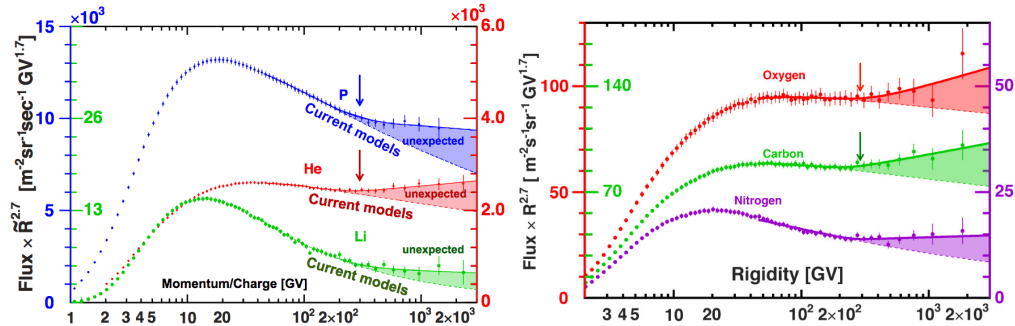 ×10³
6.0
×10³
15
P
Current models
unexpected
4.0
10
26
He
unexpected
Current models
2.0
5
13
Li
unexpected
Current models
Momentum/Charge [GV]
0
0
0
1 2 3 4 5 10 20 10² 2×10² 10³ 2×10³
Flux × R̃^2.7 [m⁻²sr⁻¹sec⁻¹ GV^1.7]
Oxygen
100
140
50
Carbon
50
70
25
Nitrogen
Rigidity [GV]
0
0
0
3 4 5 10 20 10² 2×10² 10³ 2×10³
Flux × R^2.7 [ m⁻²sr⁻¹sr⁻¹ GV^1.7]